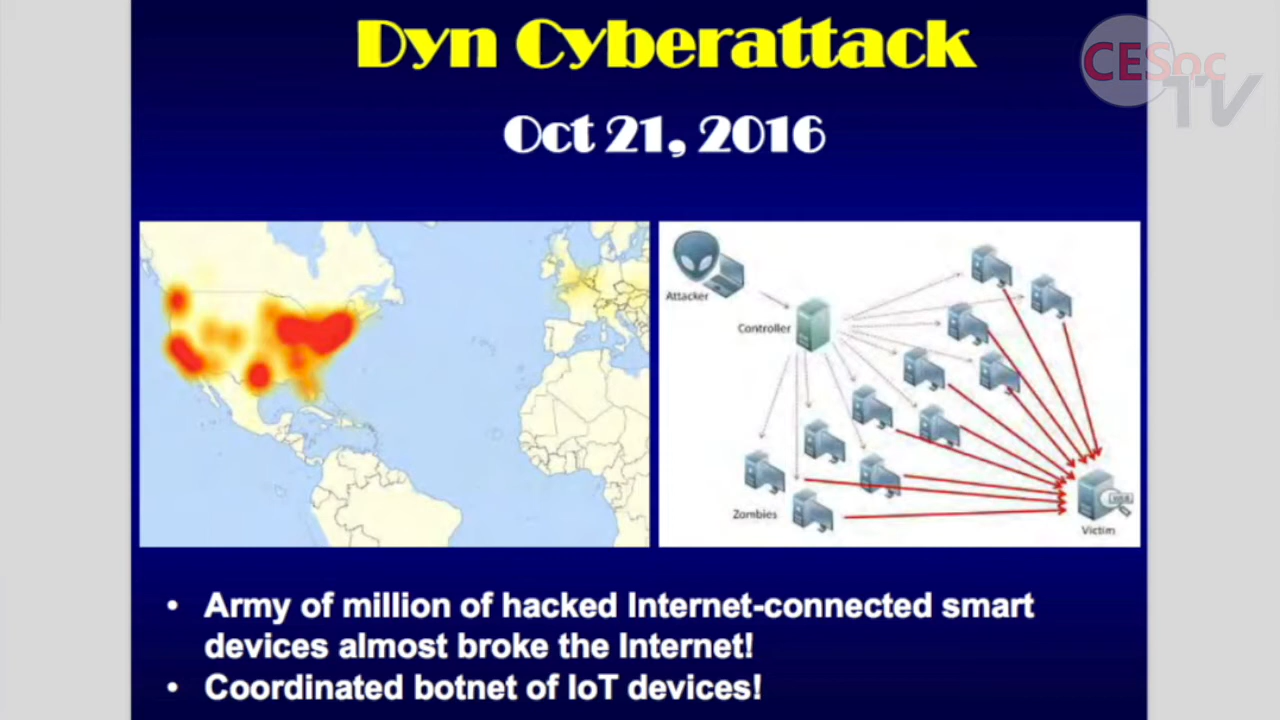 Dyn Cyberattack
CESoc
TV
Oct 21, 2016
Attacker
Controller
Zombies
Victim
• Army of million of hacked Internet-connected smart
devices almost broke the Internet!
• Coordinated botnet of IoT devices!